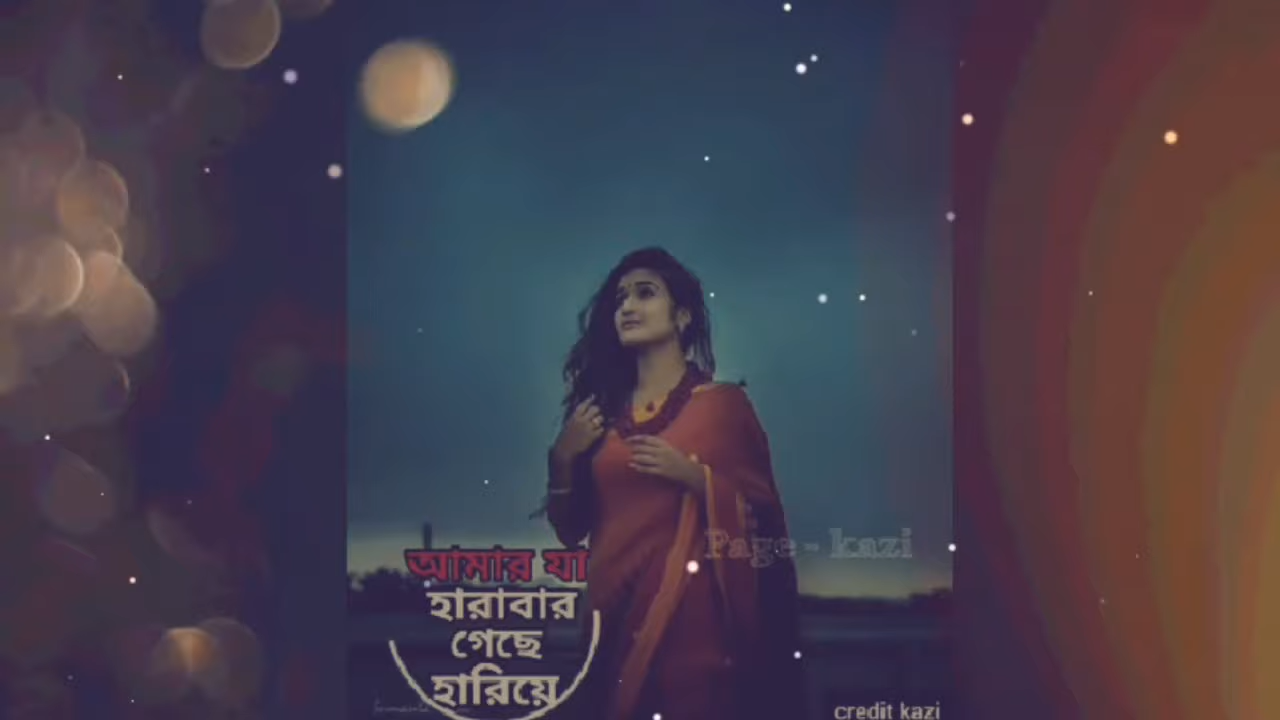 Page - kazi
আমার যা
হারাবার
গেছে
হারিয়ে
credit kazi